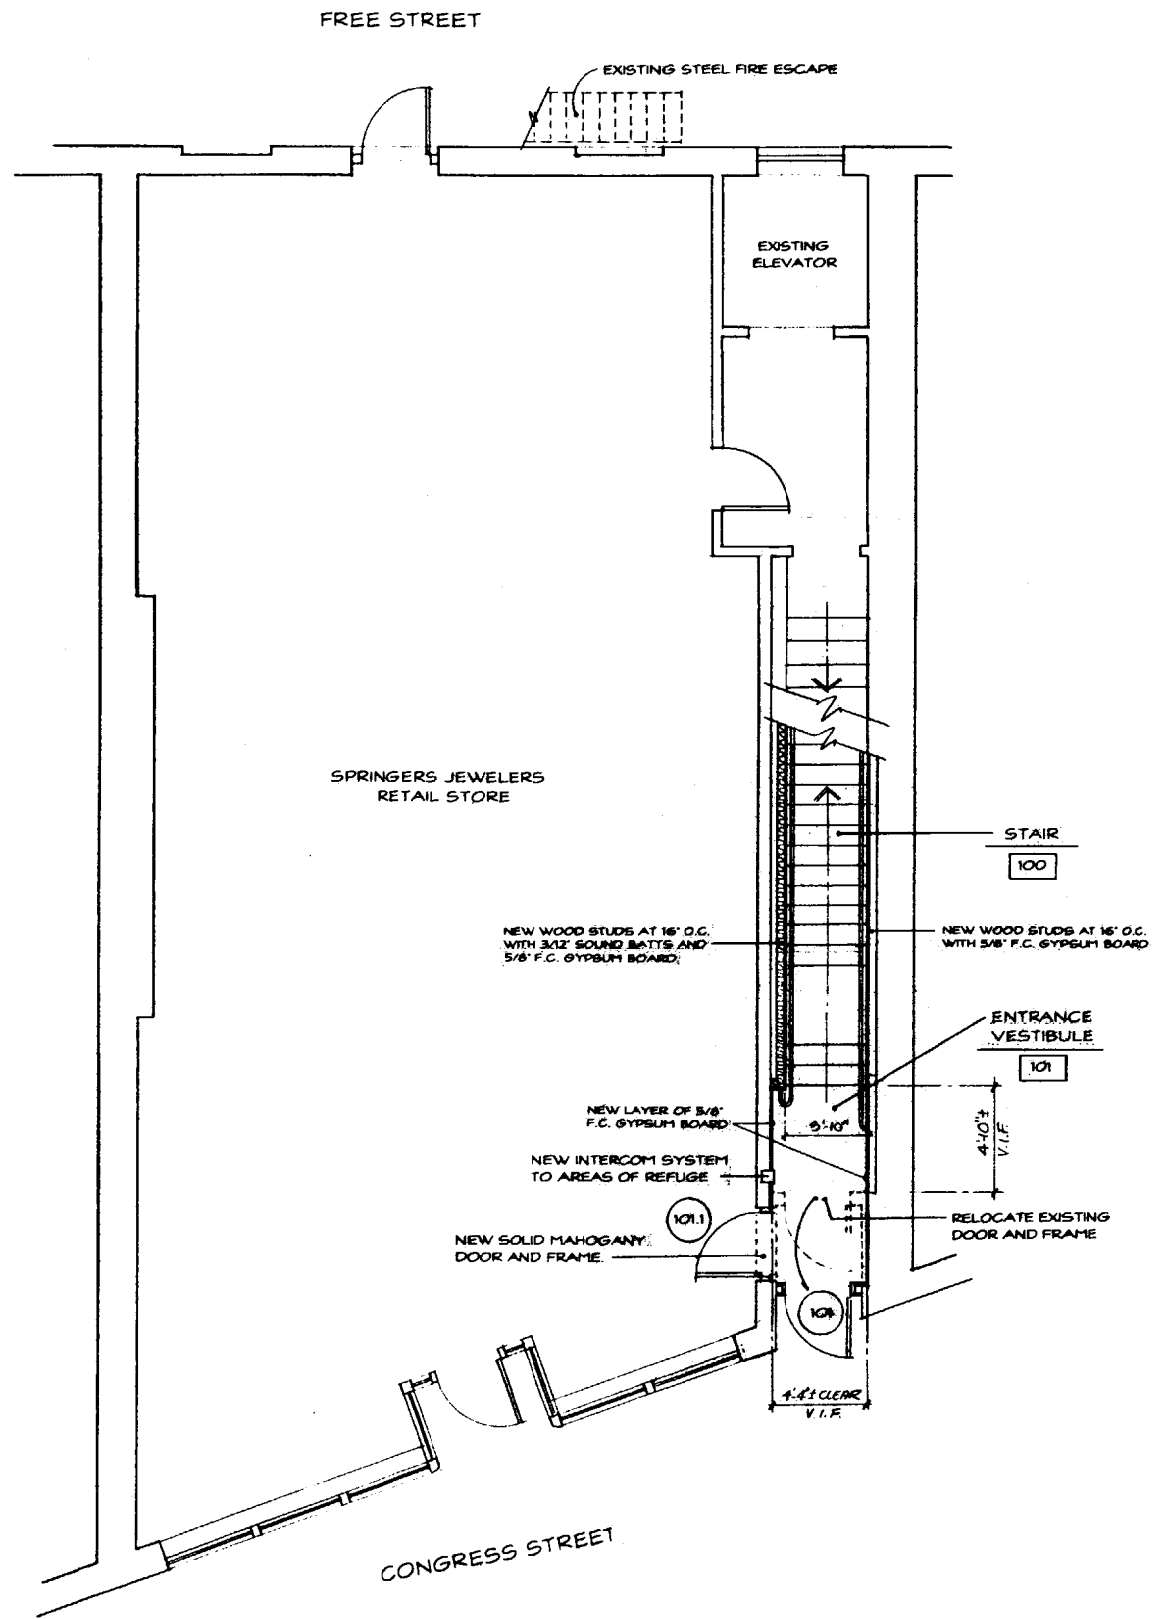 FREE STREET
EXISTING STEEL FIRE ESCAPE
EXISTING
ELEVATOR
SPRINGERS JEWELERS
RETAIL STORE
STAIR
100
NEW WOOD STUDS AT 16" O.C.
WITH 3/12" SOUND BATTS AND
5/8" F.C. GYPSUM BOARD
NEW WOOD STUDS AT 16" O.C.
WITH 5/8" F.C. GYPSUM BOARD
ENTRANCE
VESTIBULE
101
NEW LAYER OF 5/8"
F.C. GYPSUM BOARD
3'-10"
4'-10"±
V.I.F.
NEW INTERCOM SYSTEM
TO AREAS OF REFUGE
101.1
NEW SOLID MAHOGANY
DOOR AND FRAME
RELOCATE EXISTING
DOOR AND FRAME
101
4'-4"± CLEAR
V.I.F.
CONGRESS STREET